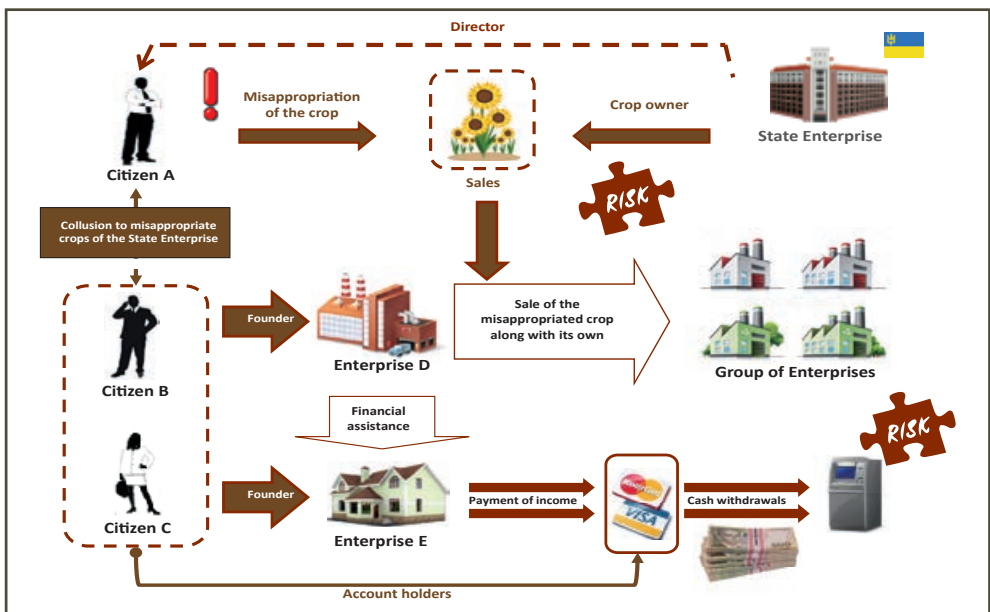 Director
Misappropriation
of the crop
Crop owner
State Enterprise
Citizen A
Sales
RISK
Collusion to misappropriate
crops of the State Enterprise
Founder
Sale of the
misappropriated crop
along with its own
Enterprise D
Group of Enterprises
Citizen B
Financial
assistance
RISK
Founder
Payment of income
MasterCard
VISA
Cash withdrawals
Citizen C
Enterprise E
Account holders